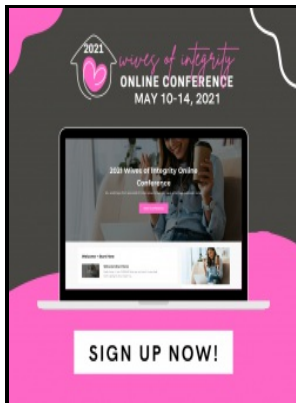 2021
wives of integrity
ONLINE CONFERENCE
MAY 10-14, 2021
2021 Wives of Integrity Online
Conference
SIGN UP NOW!